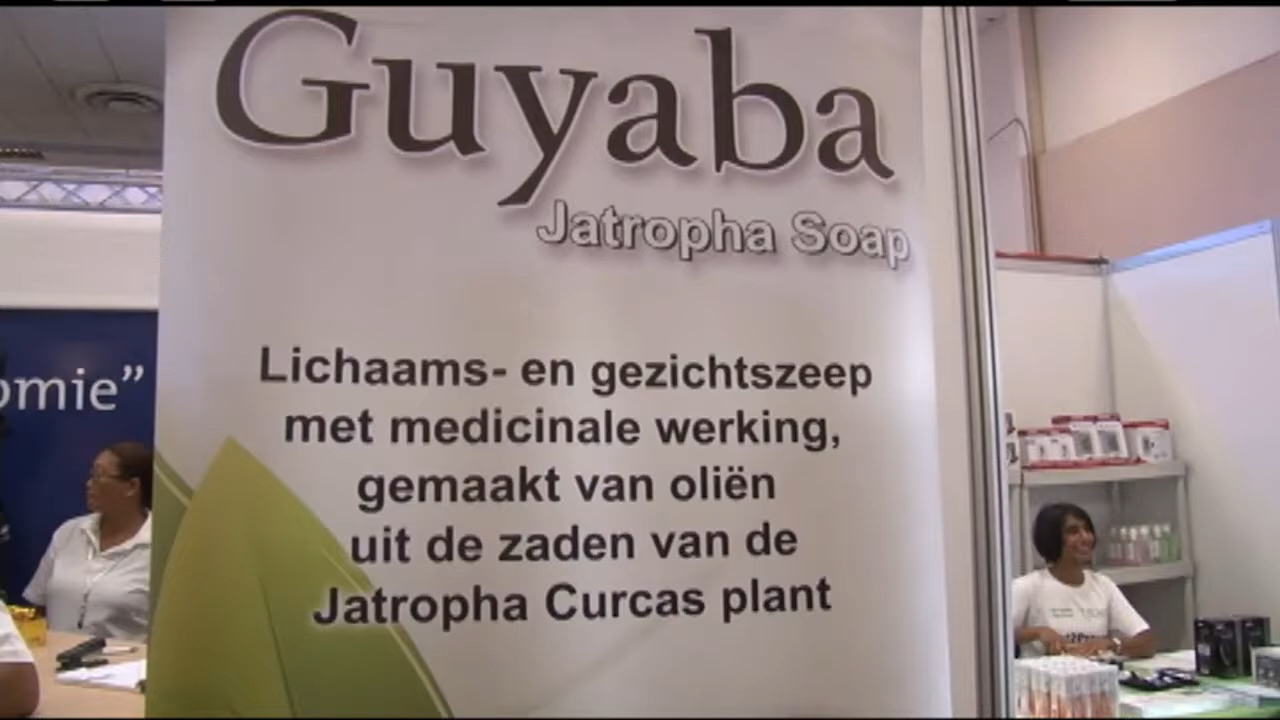 Guyaba
Jatropha Soap
Lichaams- en gezichtszeep
met medicinale werking,
gemaakt van oliën
uit de zaden van de
Jatropha Curcas plant
omie”